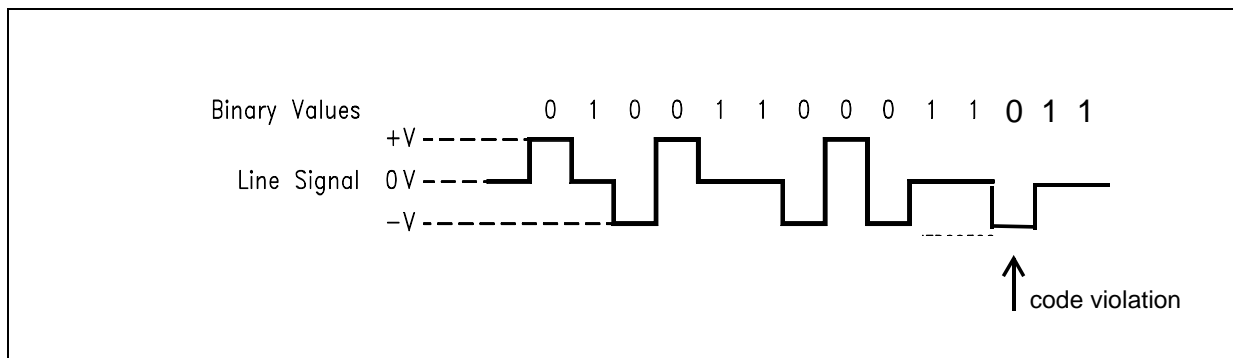 Binary Values 0 1 0 0 1 1 0 0 0 1 1 0 1 1
+V
Line Signal 0V
-V
code violation